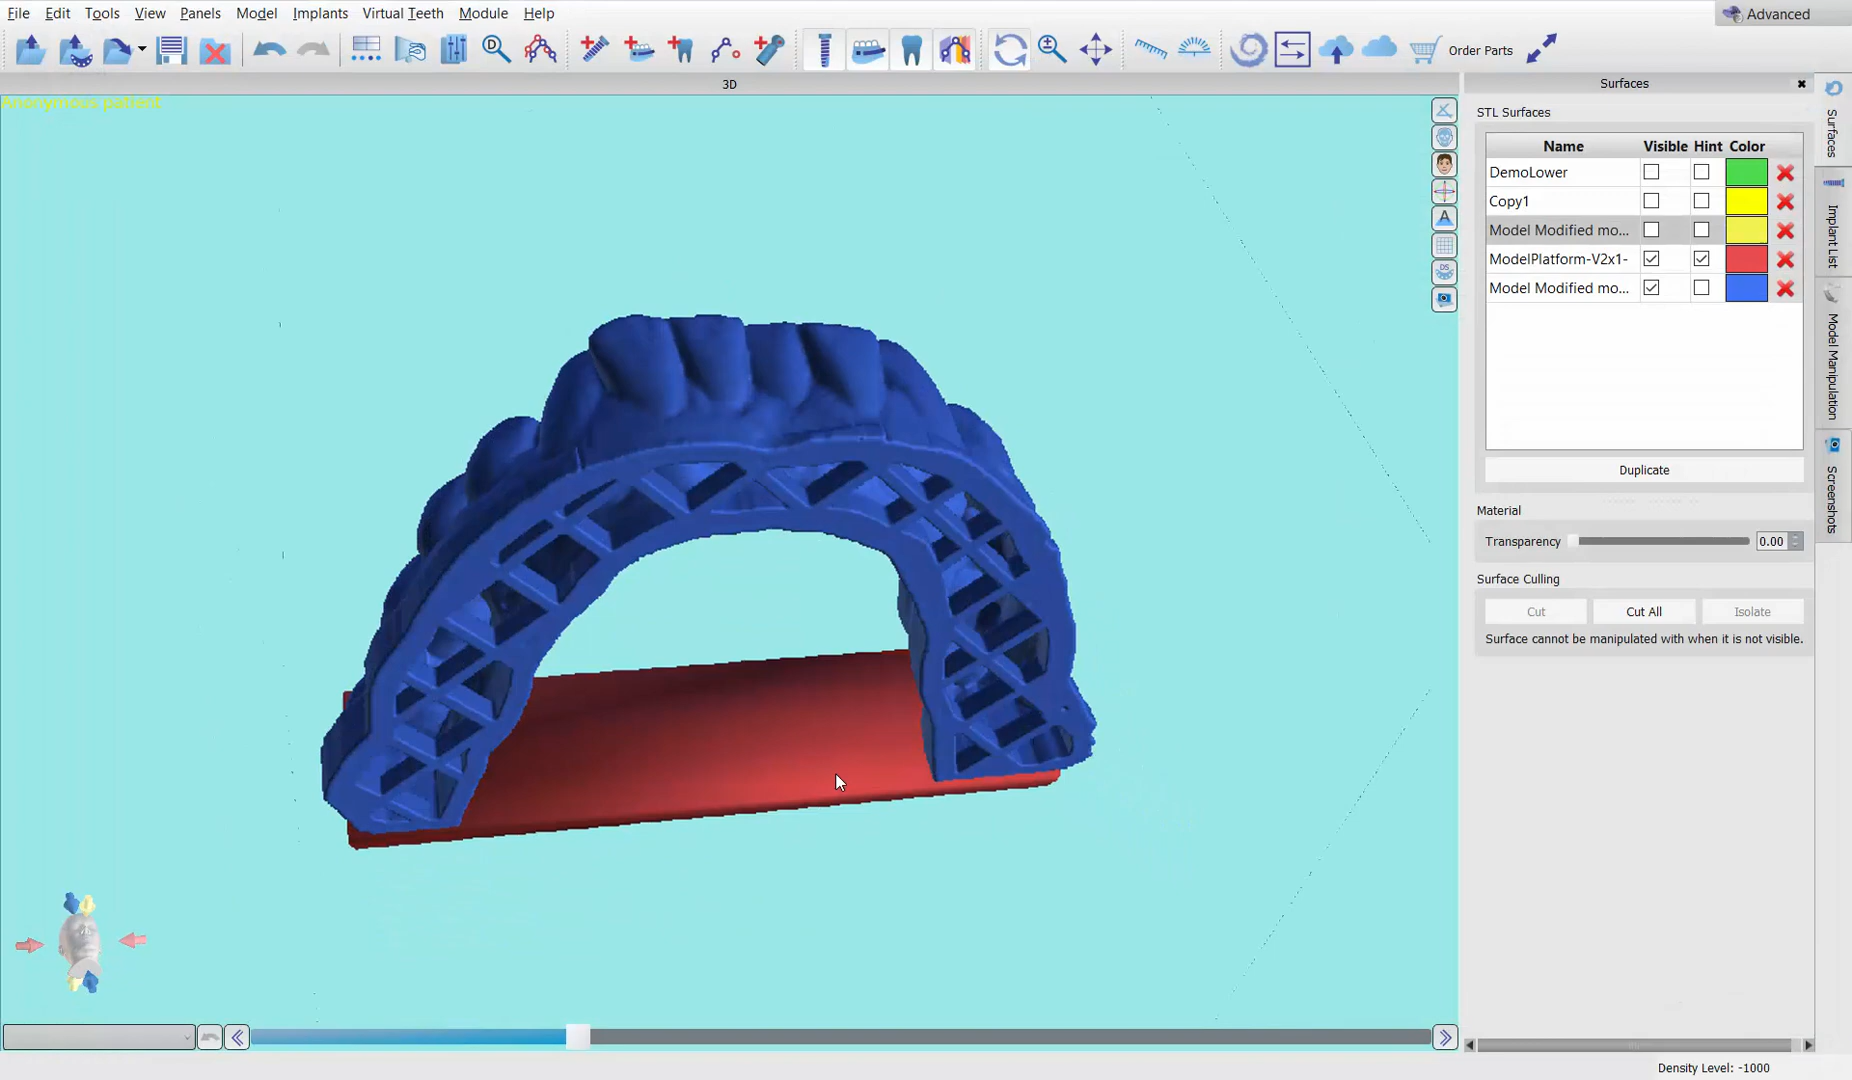 File Edit Tools View Panels Model Implants Virtual Teeth Module Help
Advanced
Order Parts
3D
Surfaces
Anonymous patient
STL Surfaces
Name Visible Hint Color
DemoLower
Copy1
Model Modified mo...
ModelPlatform-V2x1-
Model Modified mo...
Duplicate
Material
Transparency 0.00
Surface Culling
Cut Cut All Isolate
Surface cannot be manipulated with when it is not visible.
Surfaces
Implant List
Model Manipulation
Screenshots
D
A
DS
Density Level: -1000